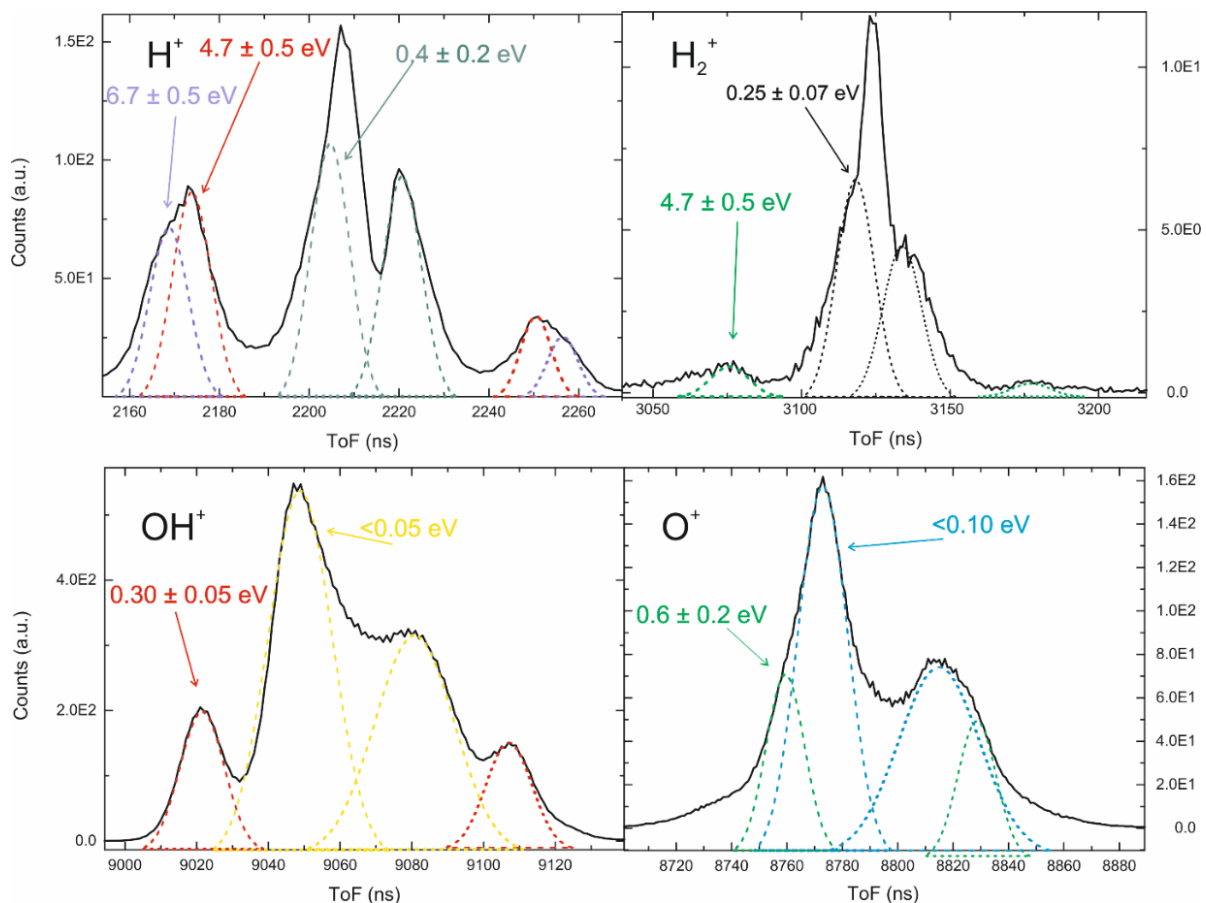 H⁺
4.7 ± 0.5 eV
0.4 ± 0.2 eV
6.7 ± 0.5 eV
1.5E2
1.0E2
5.0E1
Counts (a.u.)
2160 2180 2200 2220 2240 2260
ToF (ns)
H₂⁺
0.25 ± 0.07 eV
4.7 ± 0.5 eV
1.0E1
5.0E0
0.0
3050 3100 3150 3200
ToF (ns)
OH⁺
<0.05 eV
0.30 ± 0.05 eV
4.0E2
2.0E2
0.0
Counts (a.u.)
9000 9020 9040 9060 9080 9100 9120
ToF (ns)
O⁺
<0.10 eV
0.6 ± 0.2 eV
1.6E2
1.4E2
1.2E2
1.0E2
8.0E1
6.0E1
4.0E1
2.0E1
0.0
8720 8740 8760 8780 8800 8820 8840 8860 8880
ToF (ns)